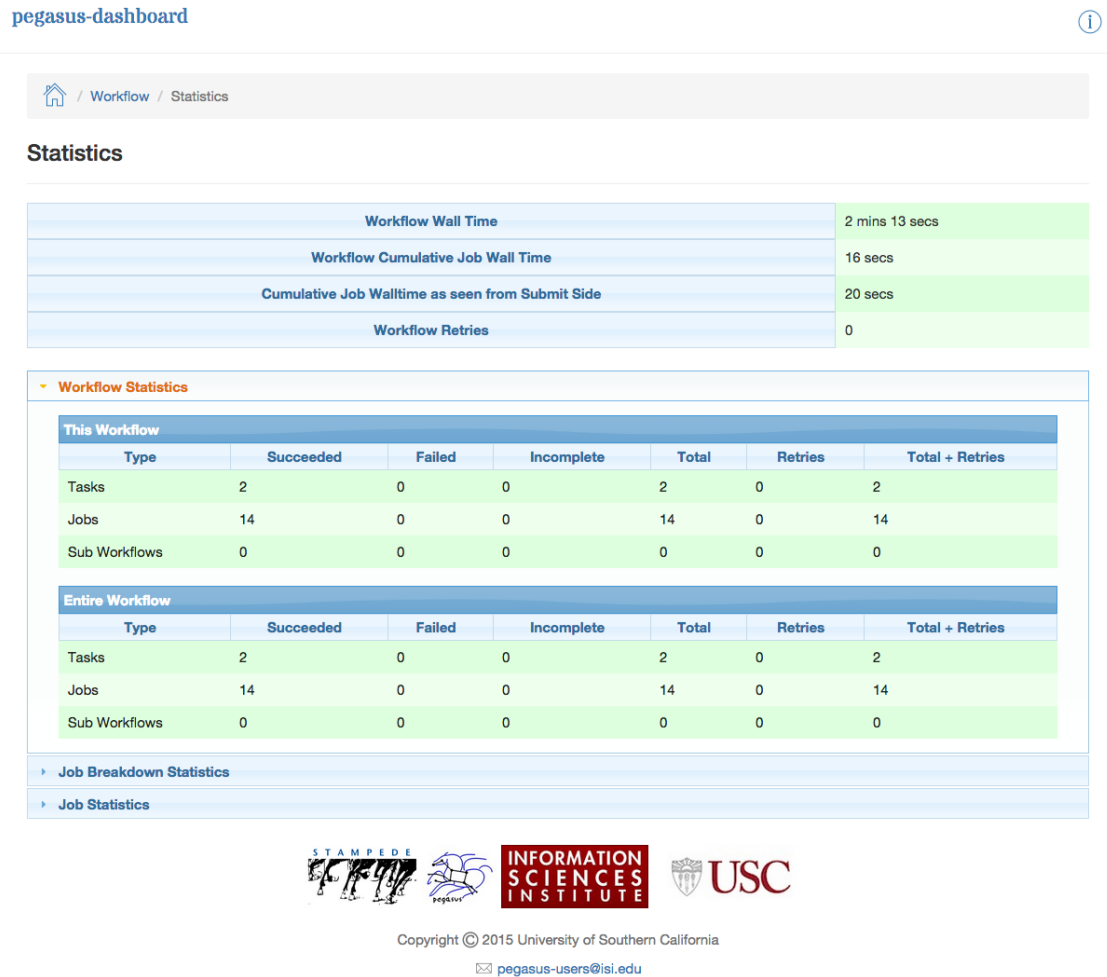 pegasus-dashboard
/ Workflow / Statistics
Statistics
Workflow Wall Time 2 mins 13 secs
Workflow Cumulative Job Wall Time 16 secs
Cumulative Job Walltime as seen from Submit Side 20 secs
Workflow Retries 0
Workflow Statistics
This Workflow
Type Succeeded Failed Incomplete Total Retries Total + Retries
Tasks 2 0 0 2 0 2
Jobs 14 0 0 14 0 14
Sub Workflows 0 0 0 0 0 0
Entire Workflow
Type Succeeded Failed Incomplete Total Retries Total + Retries
Tasks 2 0 0 2 0 2
Jobs 14 0 0 14 0 14
Sub Workflows 0 0 0 0 0 0
Job Breakdown Statistics
Job Statistics
STAMPEDE
pegasus
INFORMATION
SCIENCES
INSTITUTE
USC
Copyright © 2015 University of Southern California
pegasus-users@isi.edu